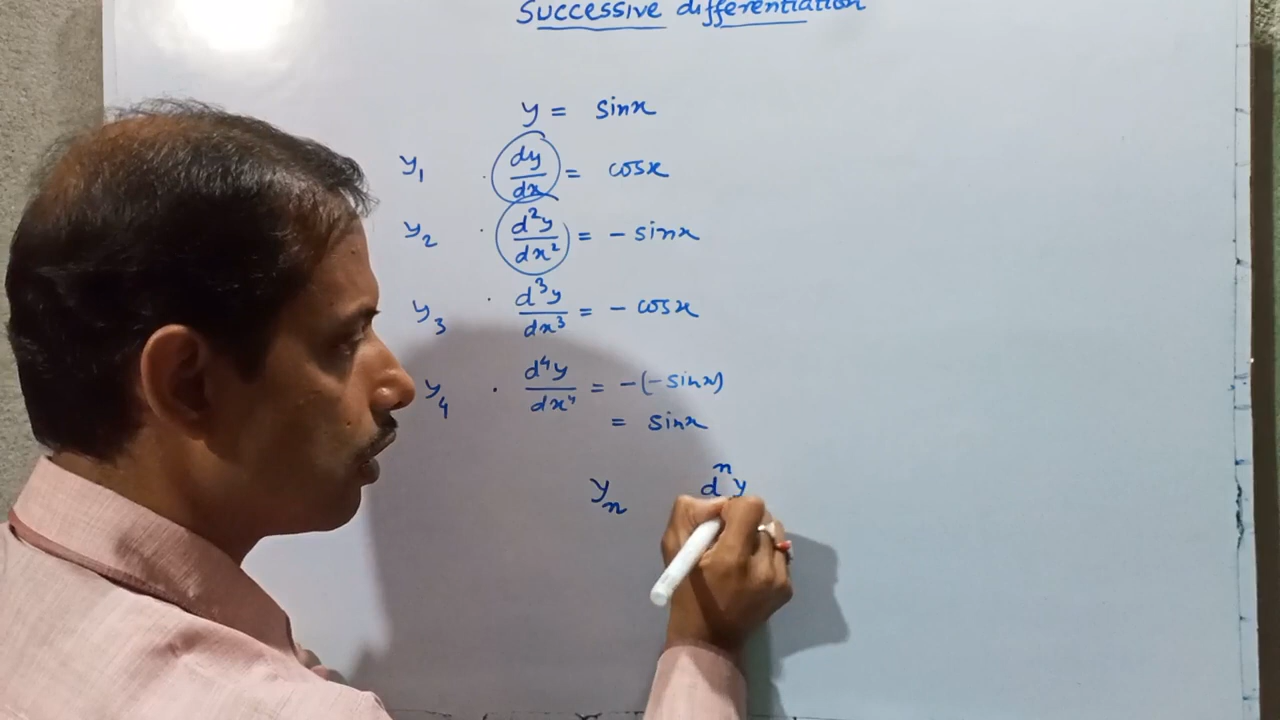 Successive differentiation
y = sinx
y₁ dy/dx = cosx
y₂ d²y/dx² = - sinx
y₃ d³y/dx³ = - cosx
y₄ d⁴y/dx⁴ = -(-sinx)
= sinx
yₙ dⁿy